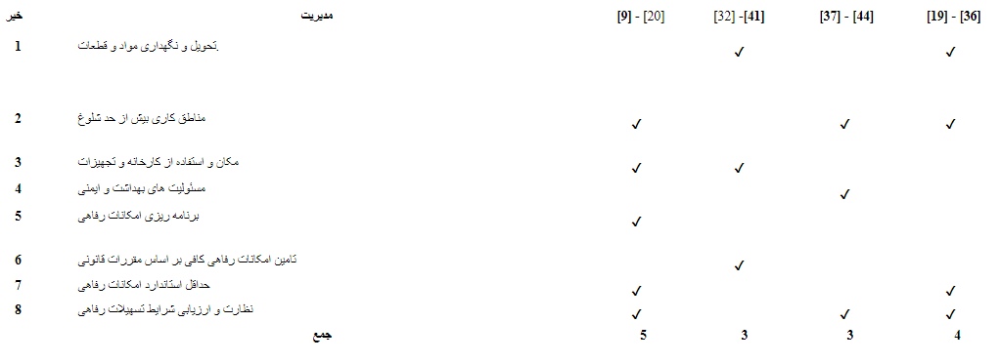 خیر مدیریت [9] - [20] [32] -[41] [37] - [44] [19] - [36]
1 تحویل و نگهداری مواد و قطعات. ✓ ✓
2 مناطق کاری بیش از حد شلوغ ✓ ✓ ✓
3 مکان و استفاده از کارخانه و تجهیزات ✓ ✓
4 مسئولیت های بهداشت و ایمنی ✓
5 برنامه ریزی امکانات رفاهی ✓
6 تامین امکانات رفاهی کافی بر اساس مقررات قانونی ✓
7 حداقل استاندارد امکانات رفاهی ✓ ✓
8 نظارت و ارزیابی شرایط تسهیلات رفاهی ✓ ✓ ✓
جمع 5 3 3 4